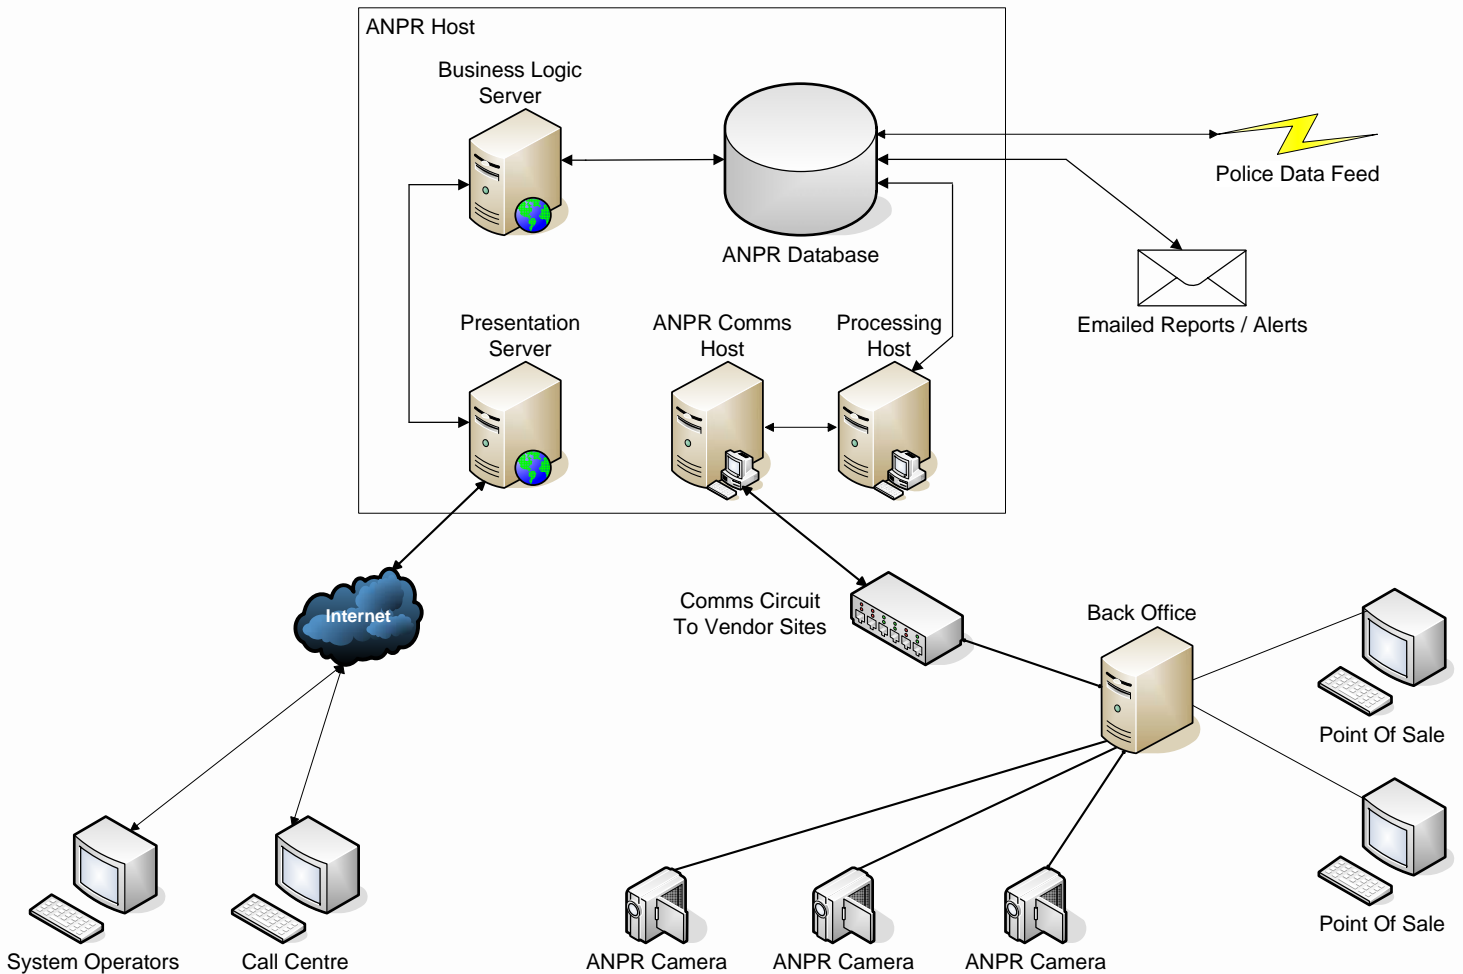 ANPR Host
Business Logic
Server
ANPR Database
Police Data Feed
Emailed Reports / Alerts
Presentation
Server
ANPR Comms
Host
Processing
Host
Internet
Comms Circuit
To Vendor Sites
Back Office
Point Of Sale
Point Of Sale
System Operators
Call Centre
ANPR Camera
ANPR Camera
ANPR Camera